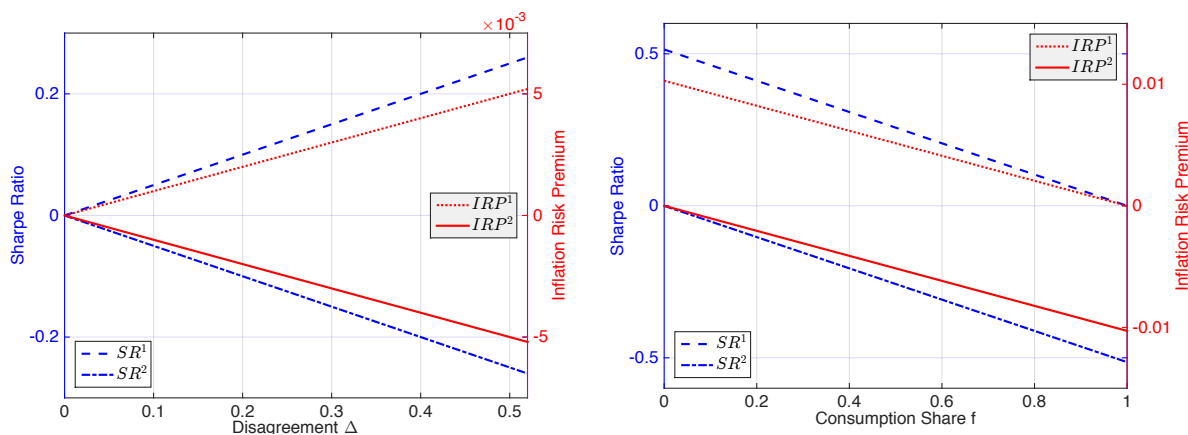 ×10⁻³
0.2
0
-0.2
Sharpe Ratio
5
0
-5
Inflation Risk Premium
IRP¹
IRP²
SR¹
SR²
0 0.1 0.2 0.3 0.4 0.5
Disagreement Δ
0.5
0
-0.5
Sharpe Ratio
0.01
0
-0.01
Inflation Risk Premium
IRP¹
IRP²
SR¹
SR²
0 0.2 0.4 0.6 0.8 1
Consumption Share f